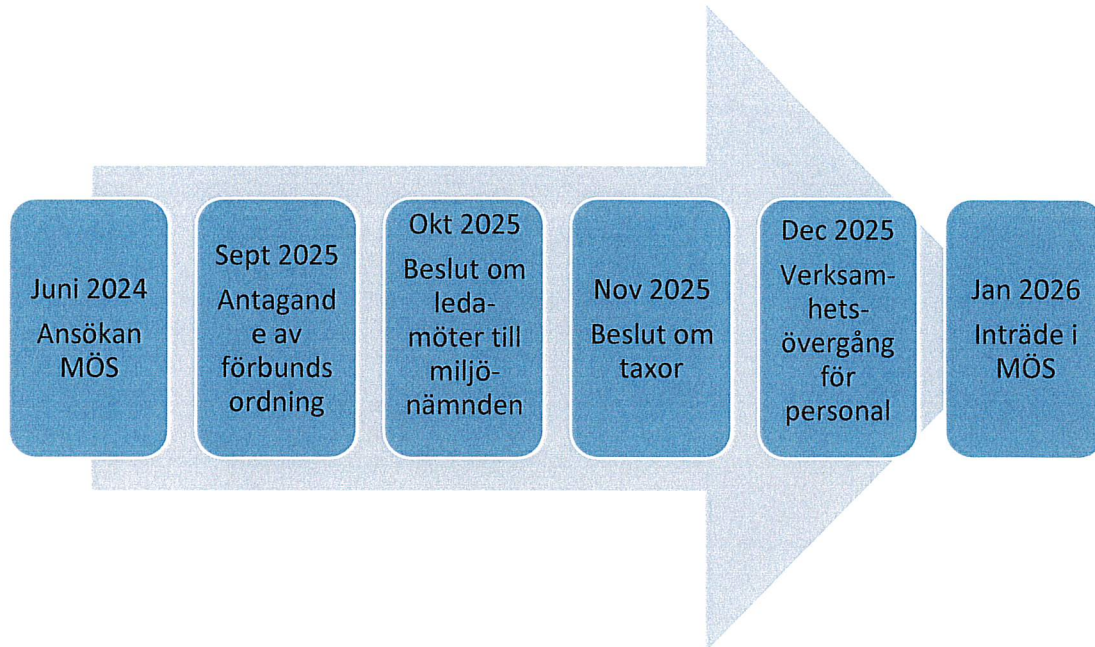 Juni 2024
Ansökan
MÖS
Sept 2025
Antagand
e av
förbunds
ordning
Okt 2025
Beslut om
leda-
möter till
miljö-
nämnden
Nov 2025
Beslut om
taxor
Dec 2025
Verksam-
hets-
övergång
för
personal
Jan 2026
Inträde i
MÖS